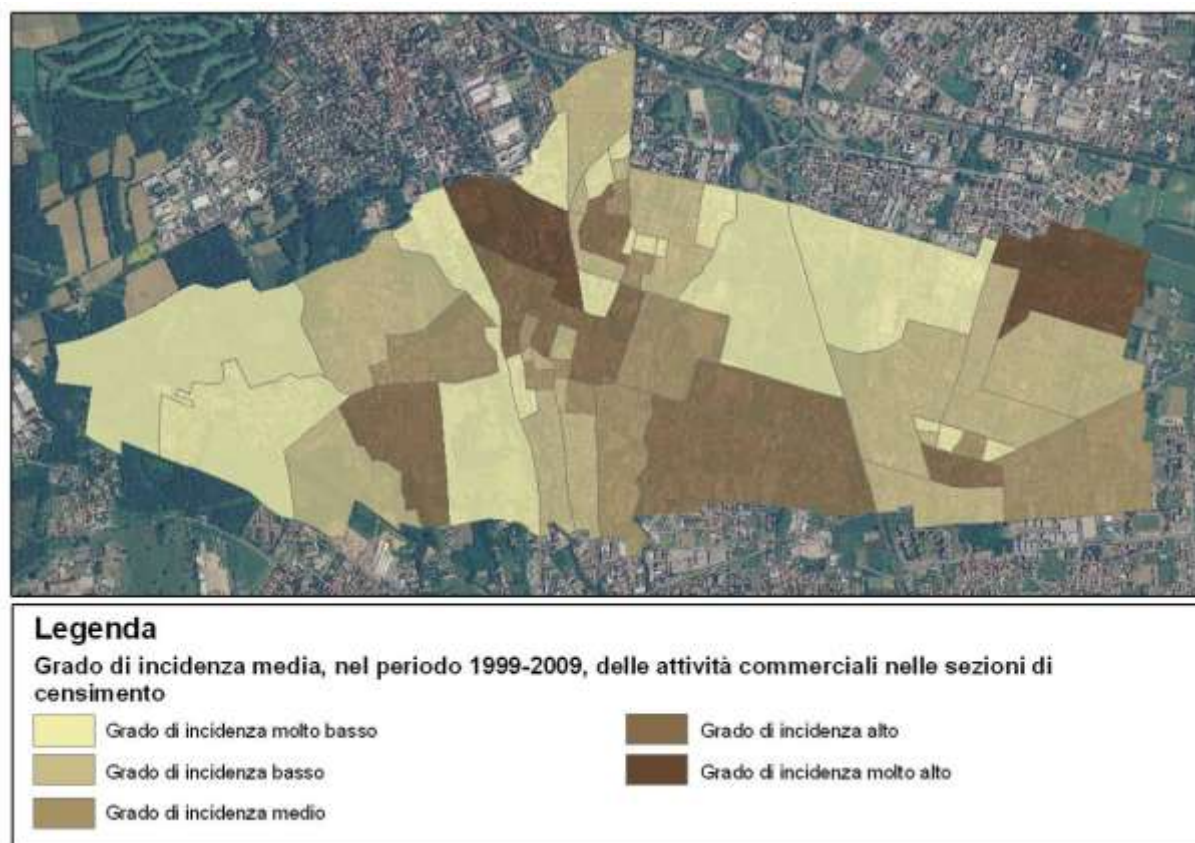 Legenda
Grado di incidenza media, nel periodo 1999-2009, delle attività commerciali nelle sezioni di
censimento
Grado di incidenza molto basso
Grado di incidenza basso
Grado di incidenza medio
Grado di incidenza alto
Grado di incidenza molto alto